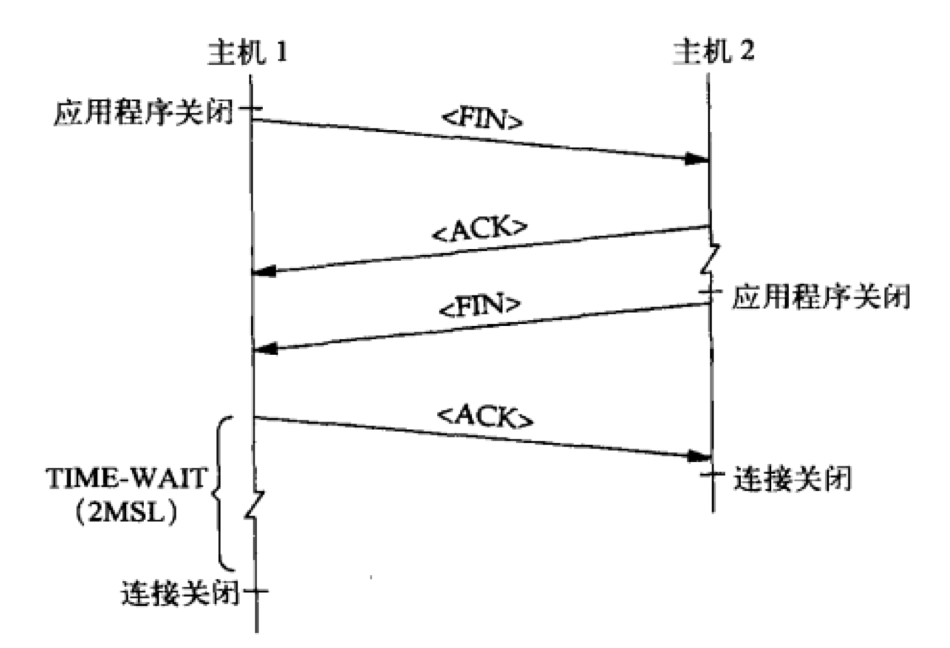 主机 1
主机 2
应用程序关闭
<FIN>
<ACK>
应用程序关闭
<FIN>
<ACK>
TIME-WAIT
（2MSL）
连接关闭
连接关闭